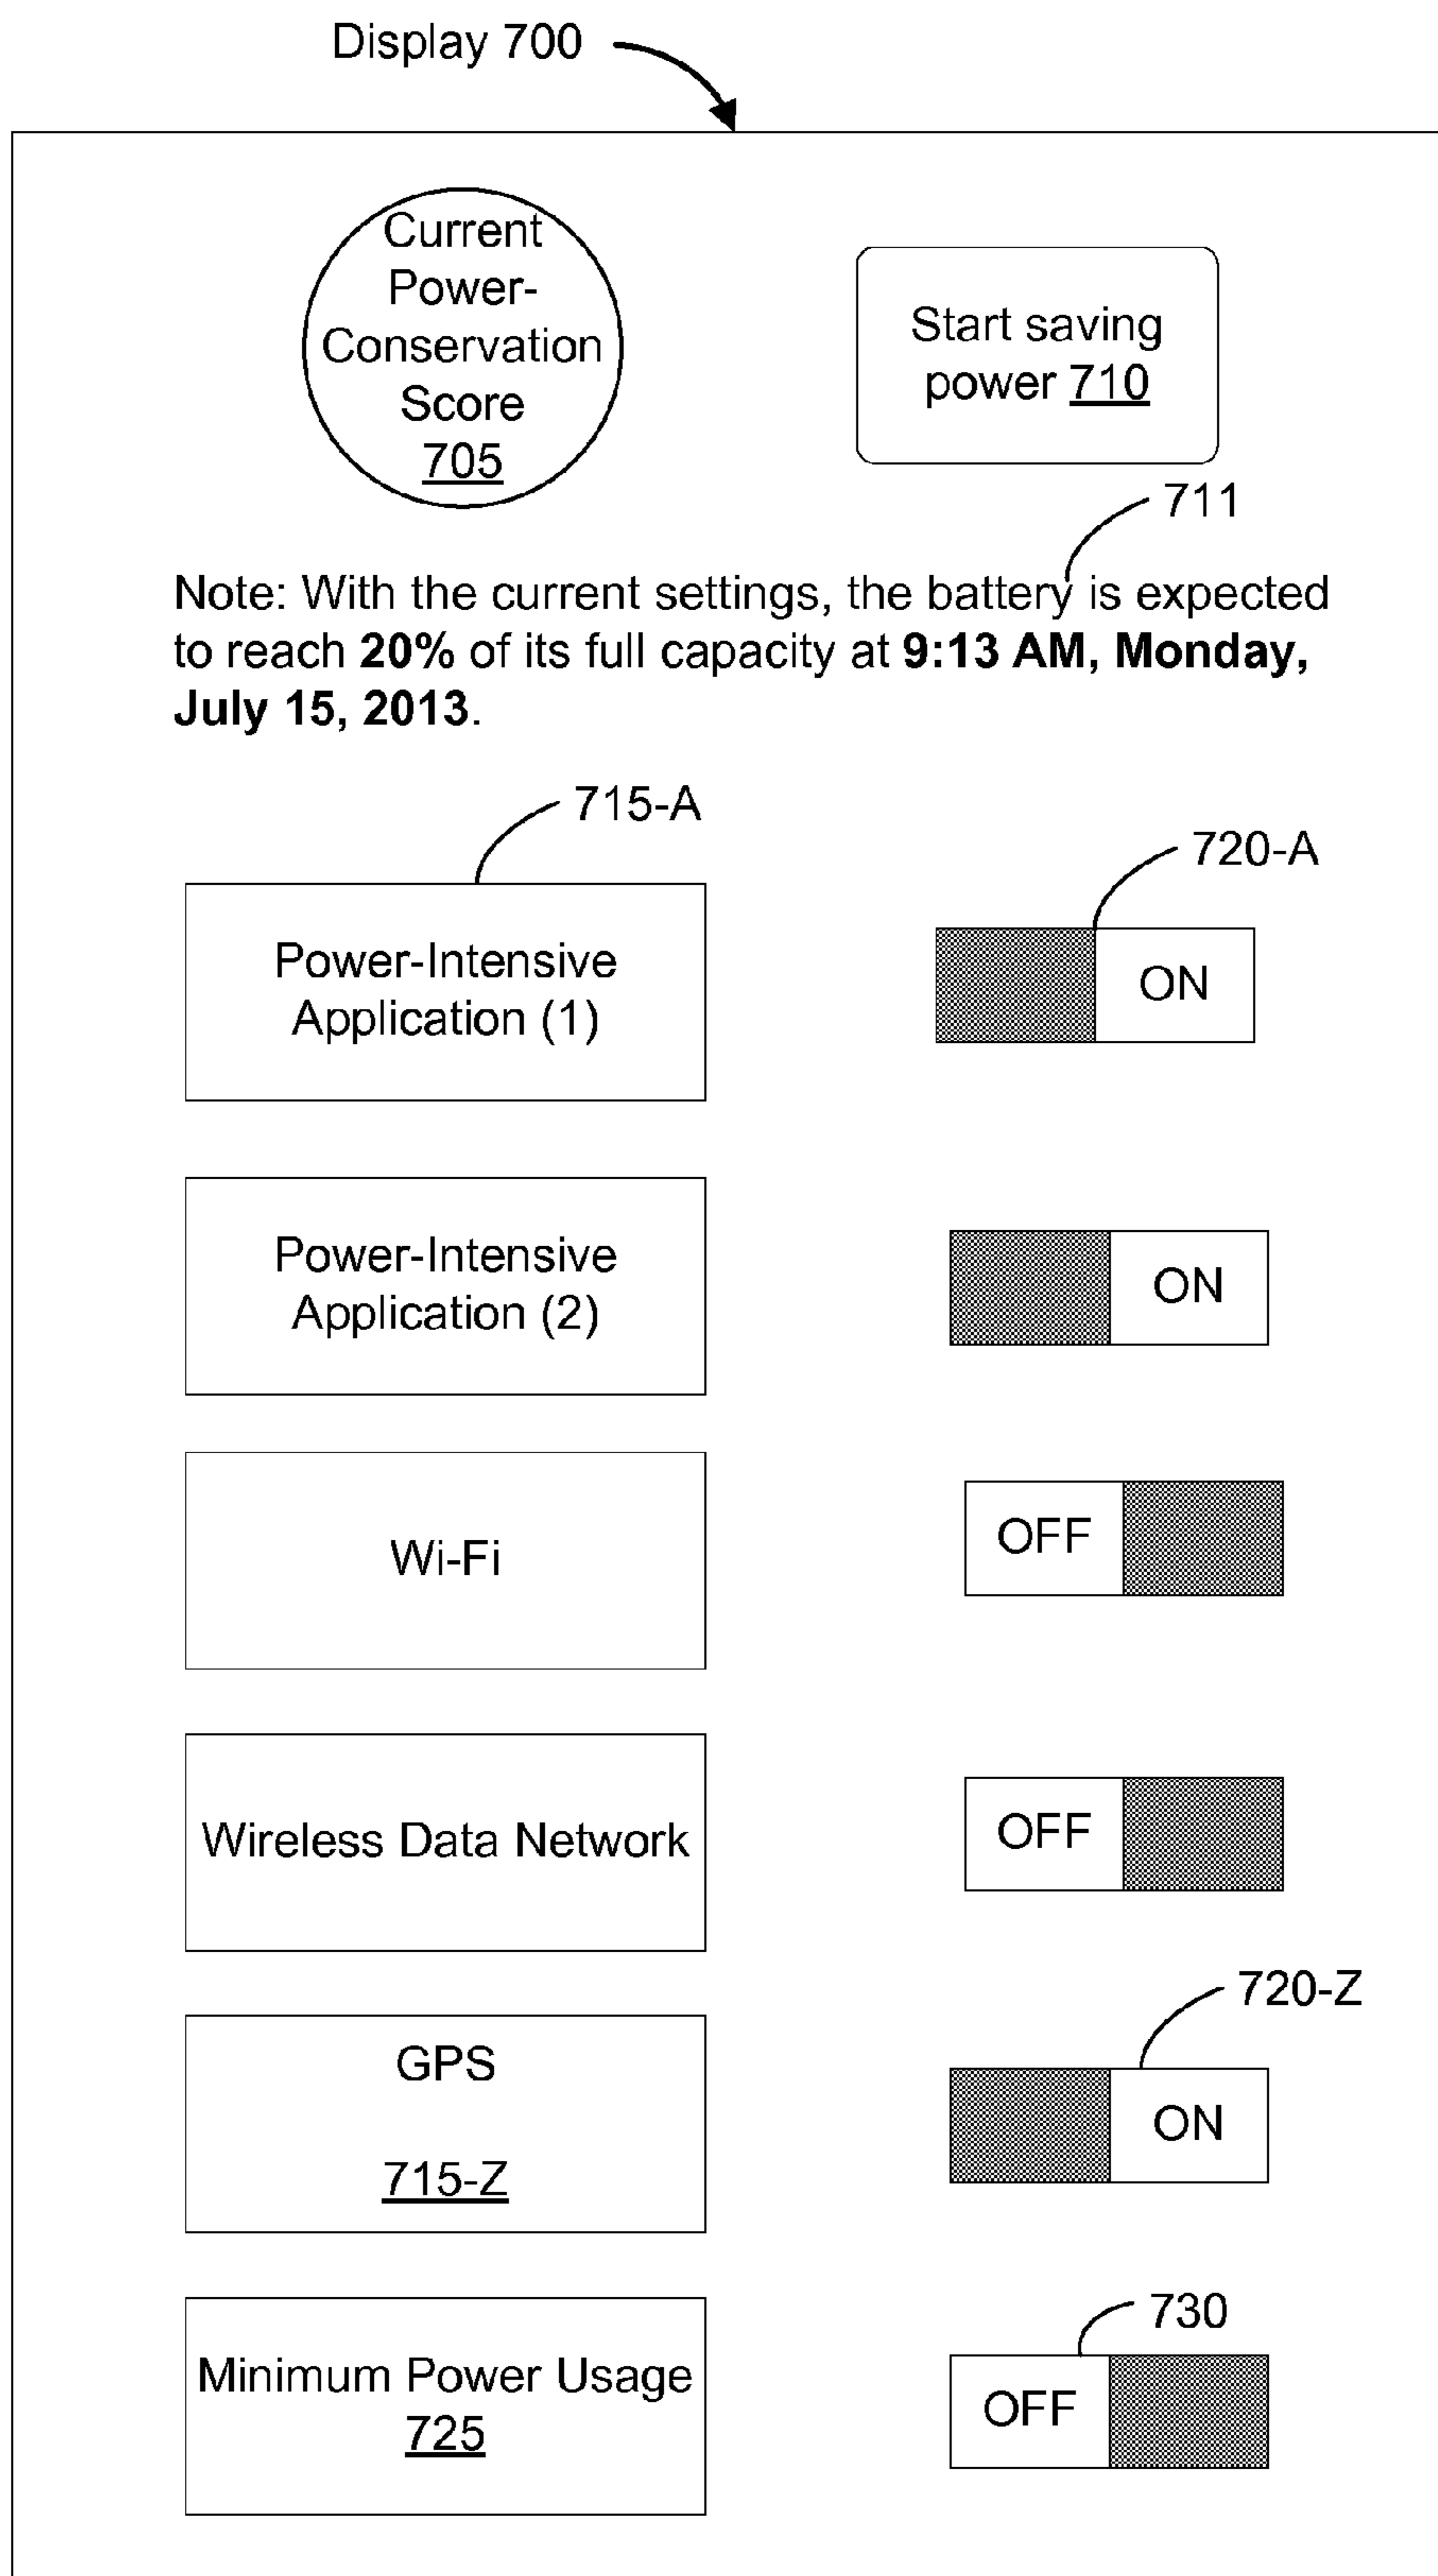 Display 700
Current
Power-
Conservation
Score
705
Start saving
power 710
711
Note: With the current settings, the battery is expected
to reach 20% of its full capacity at 9:13 AM, Monday,
July 15, 2013.
715-A
720-A
Power-Intensive
Application (1)
ON
Power-Intensive
Application (2)
ON
Wi-Fi
OFF
Wireless Data Network
OFF
720-Z
GPS
715-Z
ON
730
Minimum Power Usage
725
OFF